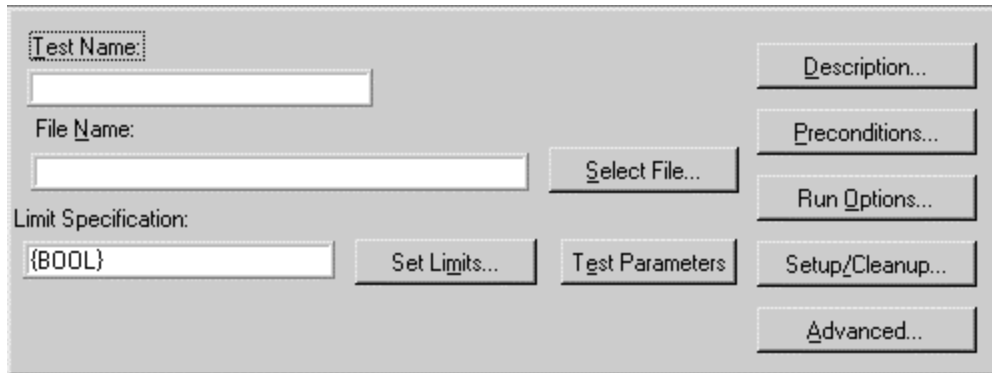 Test Name:
Description...
File Name:
Preconditions...
Select File...
Run Options...
Limit Specification:
{BOOL}
Set Limits...
Test Parameters
Setup/Cleanup...
Advanced...